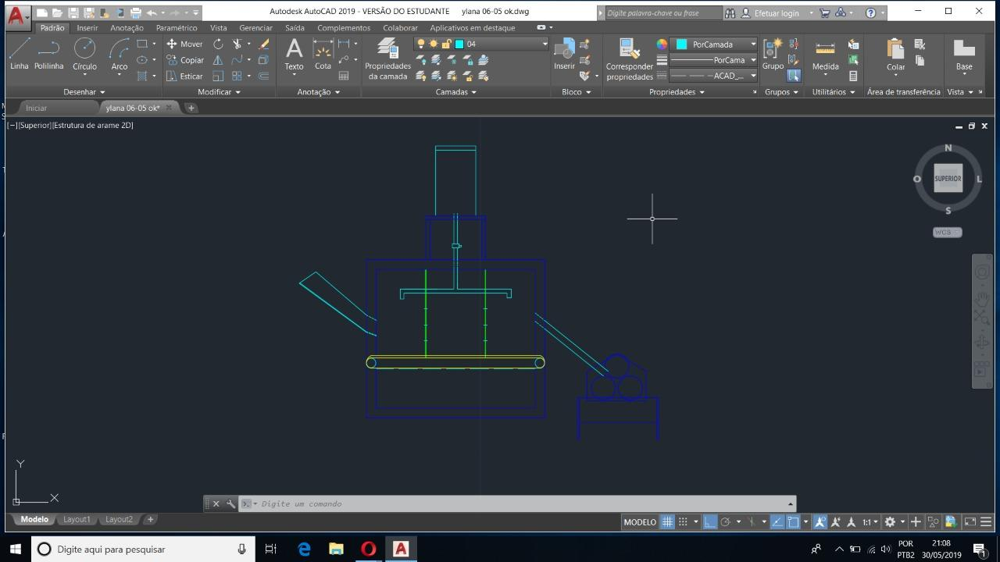 Autodesk AutoCAD 2019 - VERSÃO DO ESTUDANTE ylana 06-05 ok.dwg
Digite palavra-chave ou frase
Efetuar login
Padrão Inserir Anotação Paramétrico Vista Gerenciar Saída Complementos Colaborar Aplicativos em destaque
Linha Polilinha Círculo Arco
Mover
Copiar
Esticar
Texto Cota
Propriedades da camada
04
Inserir
Corresponder propriedades
PorCamada
PorCama
ACAD_...
Grupo
Medida
Colar
Base
Desenhar Modificar Anotação Camadas Bloco Propriedades Grupos Utilitários Área de transferência Vista
Iniciar ylana 06-05 ok*
[−][Superior][Estrutura de arame 2D]
N
O SUPERIOR L
S
WCS
Y
X
Digite um comando
Modelo Layout1 Layout2
MODELO 1:1
Digite aqui para pesquisar
POR 21:08
PTB2 30/05/2019
1